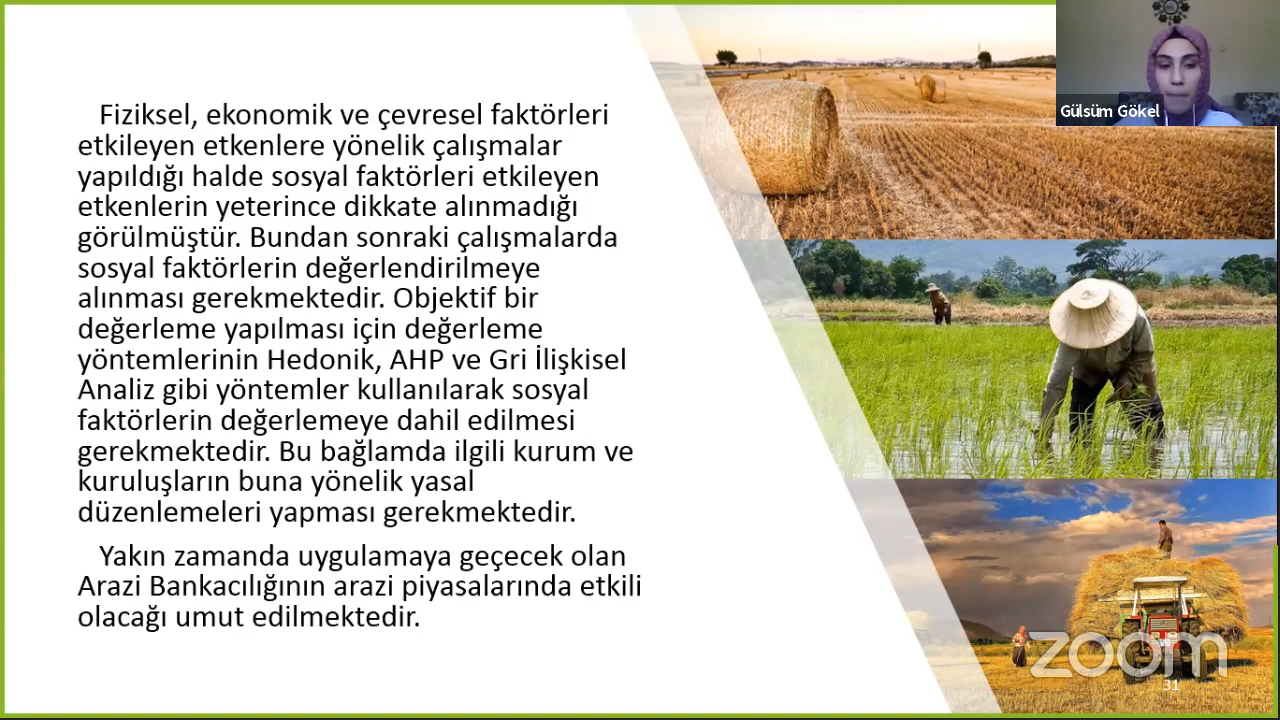 Fiziksel, ekonomik ve çevresel faktörleri
etkileyen etkenlere yönelik çalışmalar
yapıldığı halde sosyal faktörleri etkileyen
etkenlerin yeterince dikkate alınmadığı
görülmüştür. Bundan sonraki çalışmalarda
sosyal faktörlerin değerlendirilmeye
alınması gerekmektedir. Objektif bir
değerleme yapılması için değerleme
yöntemlerinin Hedonik, AHP ve Gri İlişkisel
Analiz gibi yöntemler kullanılarak sosyal
faktörlerin değerlemeye dahil edilmesi
gerekmektedir. Bu bağlamda ilgili kurum ve
kuruluşların buna yönelik yasal
düzenlemeleri yapması gerekmektedir.
Yakın zamanda uygulamaya geçecek olan
Arazi Bankacılığının arazi piyasalarında etkili
olacağı umut edilmektedir.
Gülsüm Gökel
zoom
31